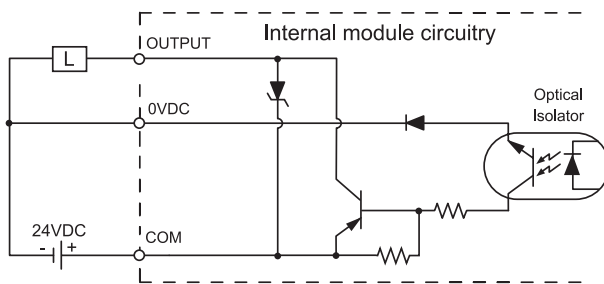 Internal module circuitry
OUTPUT
L
0VDC
Optical
Isolator
24VDC
- +
COM